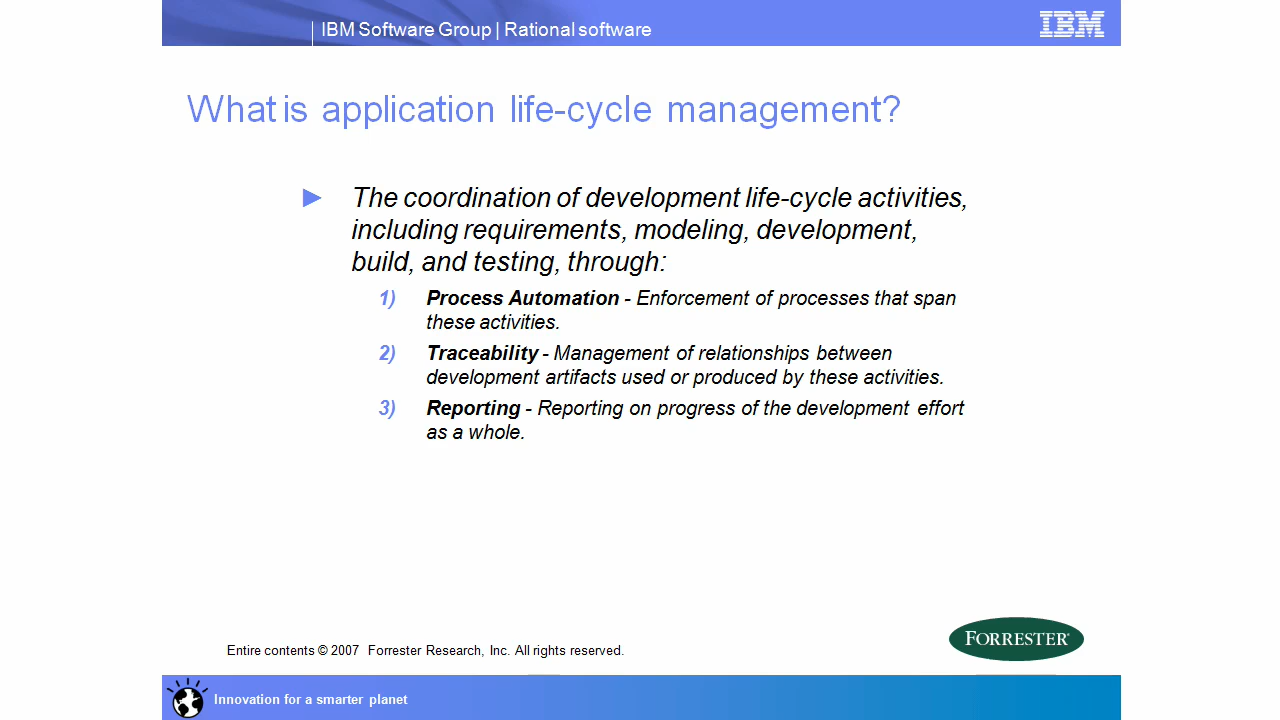 IBM Software Group | Rational software
IBM
What is application life-cycle management?
► The coordination of development life-cycle activities,
including requirements, modeling, development,
build, and testing, through:
1) Process Automation - Enforcement of processes that span
these activities.
2) Traceability - Management of relationships between
development artifacts used or produced by these activities.
3) Reporting - Reporting on progress of the development effort
as a whole.
FORRESTER®
Entire contents © 2007 Forrester Research, Inc. All rights reserved.
Innovation for a smarter planet